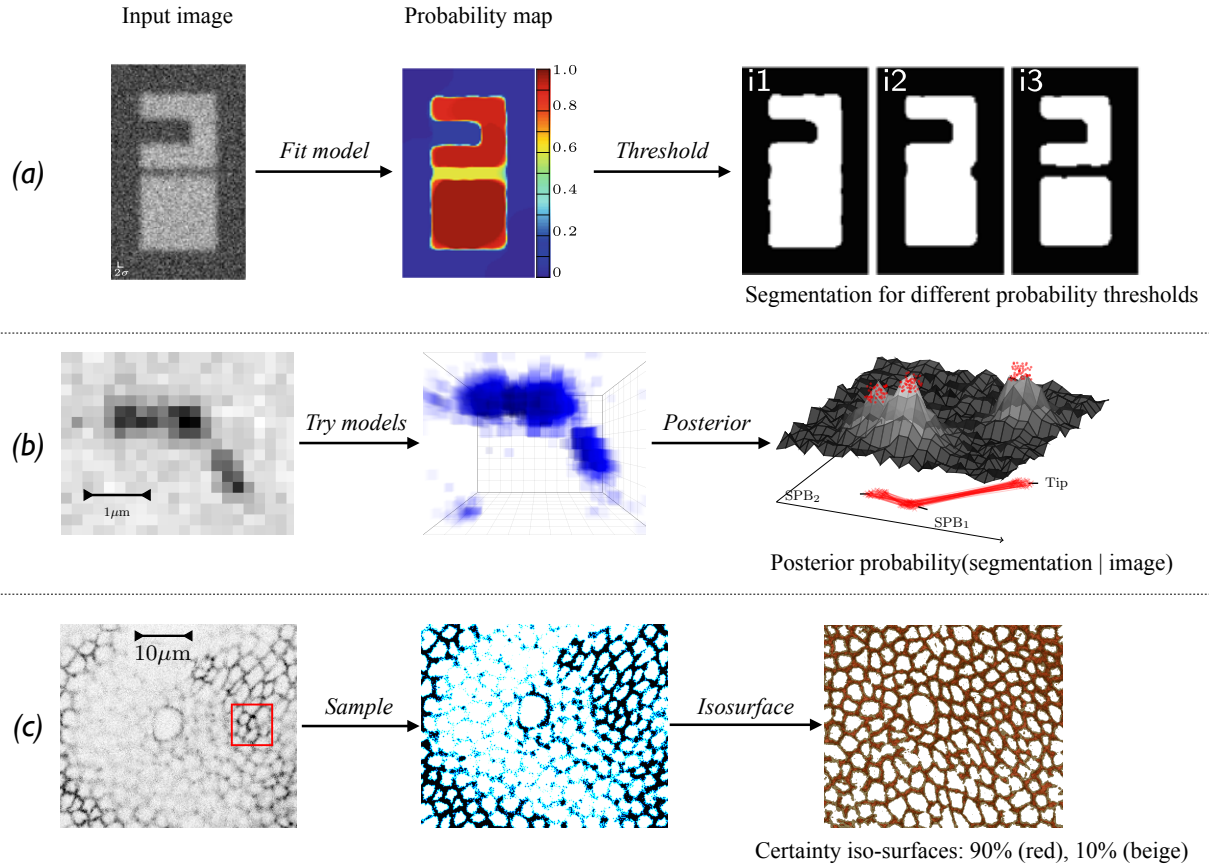 Input image
Probability map
(a)
L
2σ
Fit model
1.0
0.8
0.6
0.4
0.2
0
Threshold
i1
i2
i3
Segmentation for different probability thresholds
(b)
1μm
Try models
Posterior
SPB₂
SPB₁
Tip
Posterior probability(segmentation | image)
(c)
10μm
Sample
Isosurface
Certainty iso-surfaces: 90% (red), 10% (beige)